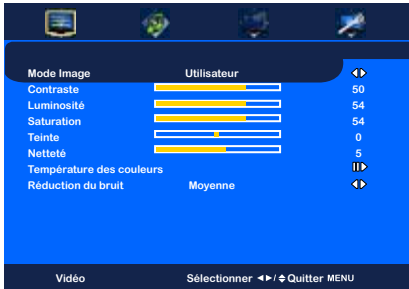 Mode Image Utilisateur
Contraste 50
Luminosité 54
Saturation 54
Teinte 0
Netteté 5
Température des couleurs
Réduction du bruit Moyenne
Vidéo Sélectionner ◄►/ ♦ Quitter MENU